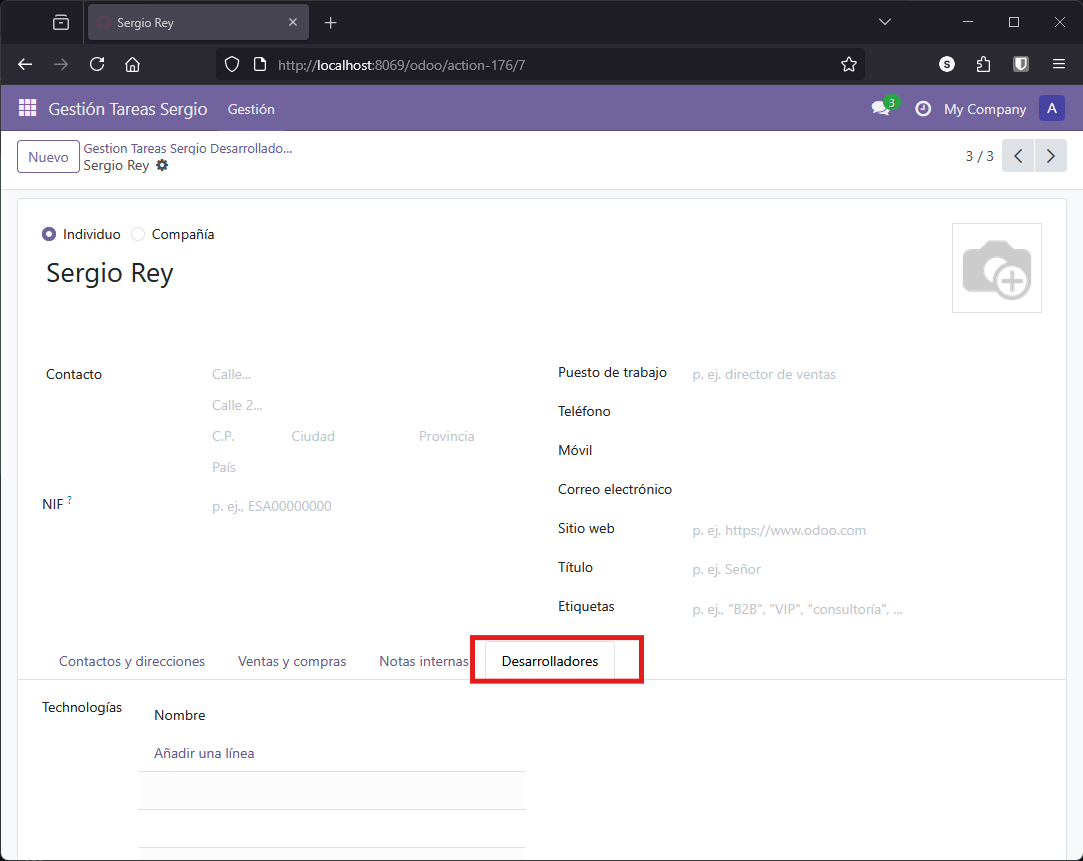 Sergio Rey
http://localhost:8069/odoo/action-176/7
S
Gestión Tareas Sergio
Gestión
3
My Company
A
Nuevo
Gestion Tareas Sergio Desarrollado...
Sergio Rey
3 / 3
Individuo
Compañía
Sergio Rey
Contacto
Calle...
Calle 2...
C.P. Ciudad Provincia
País
NIF ?
p. ej., ESA00000000
Puesto de trabajo
p. ej. director de ventas
Teléfono
Móvil
Correo electrónico
Sitio web
p. ej. https://www.odoo.com
Título
p. ej. Señor
Etiquetas
p. ej., "B2B", "VIP", "consultoría", ...
Contactos y direcciones
Ventas y compras
Notas internas
Desarrolladores
Technologías
Nombre
Añadir una línea